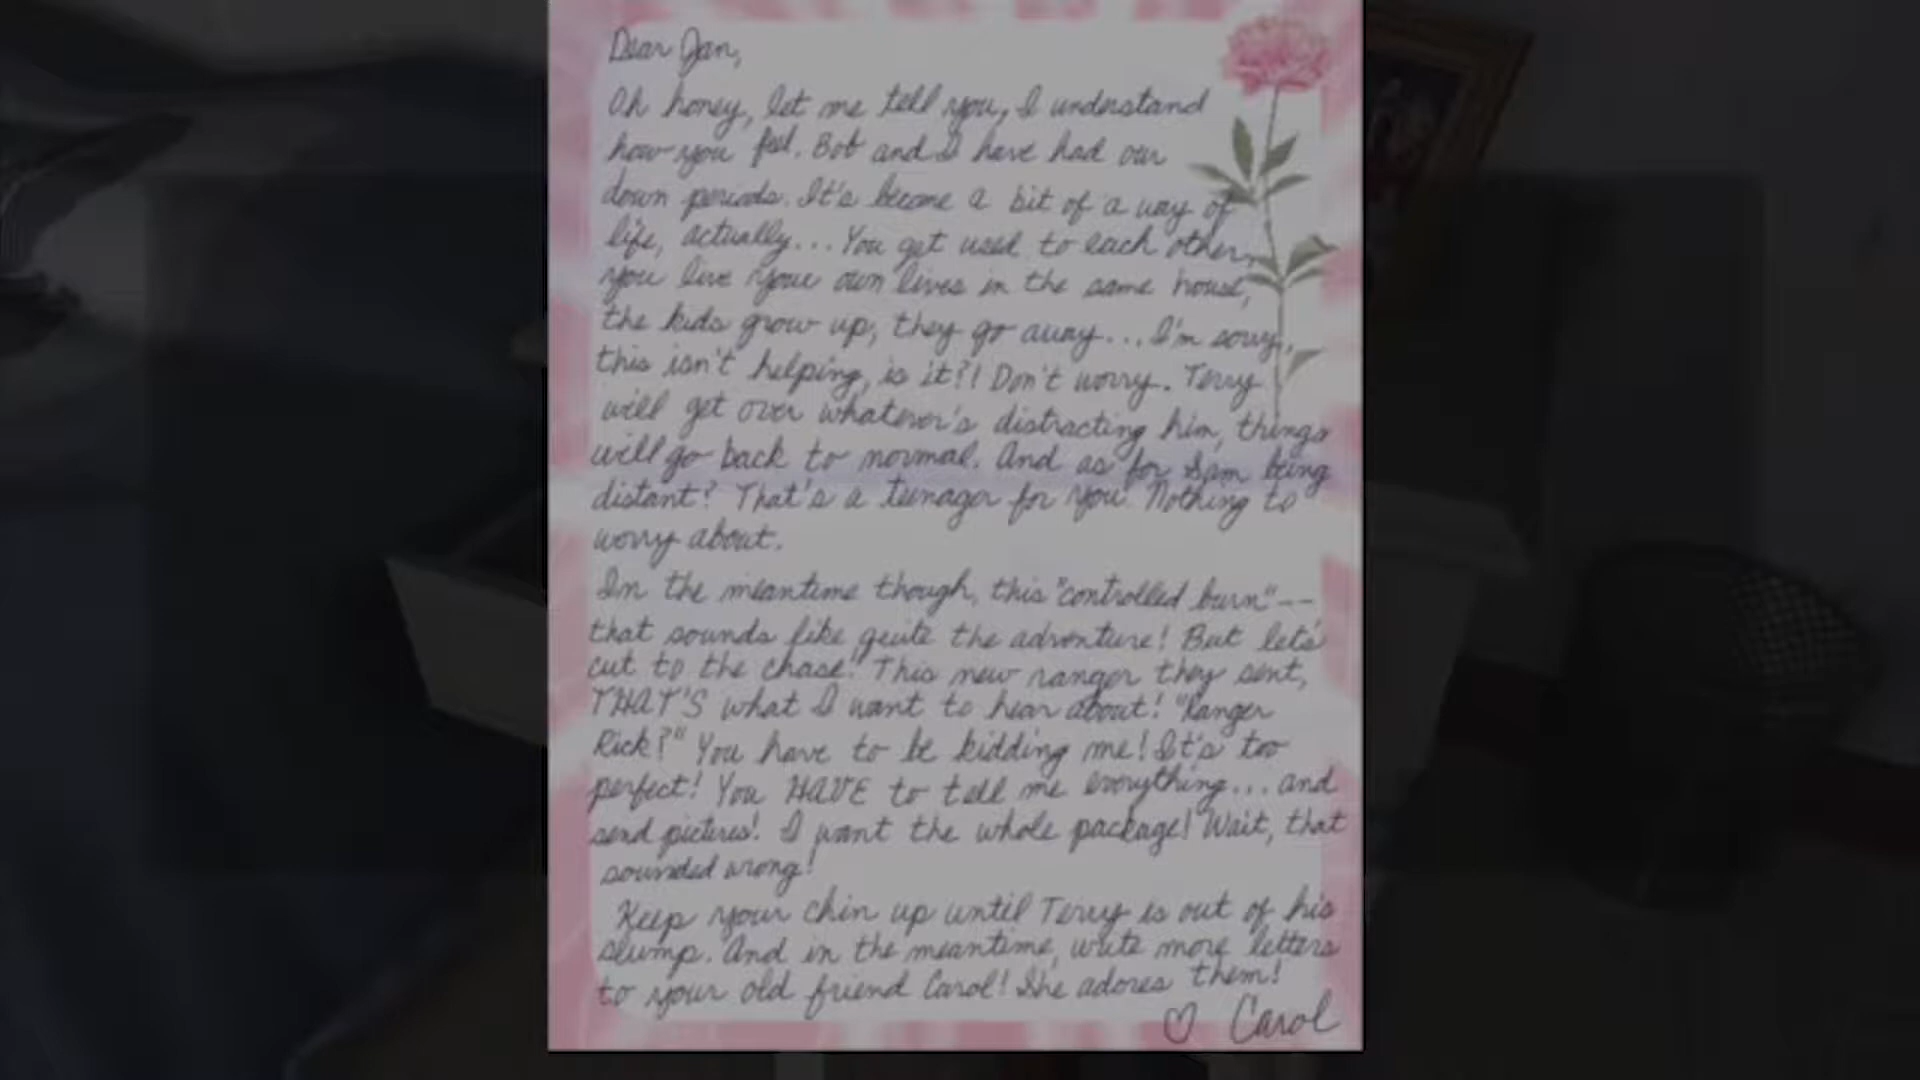 Dear Jan,
Oh honey, let me tell you, I understand
how you feel. Bob and I have had our
down periods. It's become a bit of a way of
life, actually... You get used to each other,
you live your own lives in the same house,
the kids grow up, they go away... I'm sorry,
this isn't helping, is it?! Don't worry. Terry
will get over whatever's distracting him, things
will go back to normal. And as for Sam being
distant? That's a teenager for you! Nothing to
worry about.
In the meantime though, this "controlled burn"--
that sounds like quite the adventure! But let's
cut to the chase! This new ranger they sent,
THAT'S what I want to hear about! "Ranger
Rick?" You have to be kidding me! It's too
perfect! You HAVE to tell me everything... and
send pictures! I want the whole package! Wait, that
sounded wrong!
Keep your chin up until Terry is out of his
slump. And in the meantime, write more letters
to your old friend Carol! She adores them!
♡ Carol